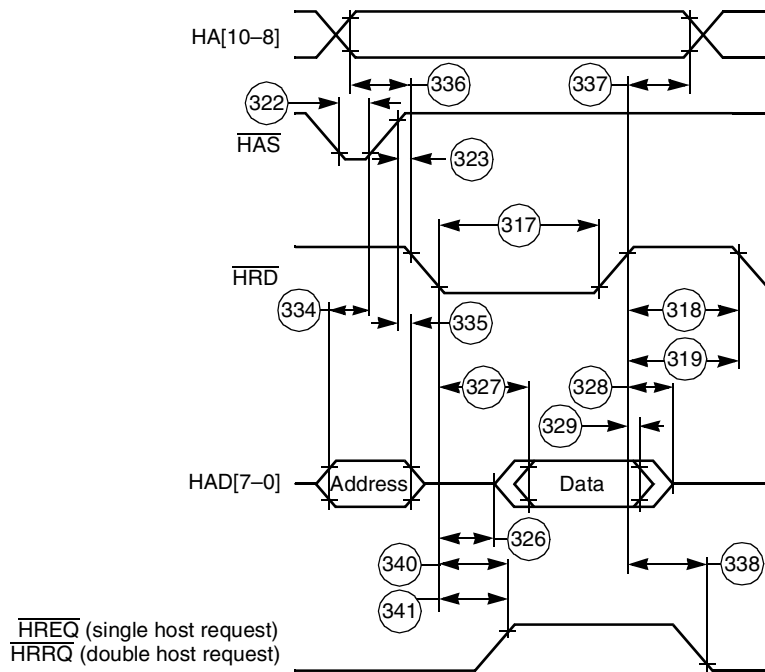 HA[10–8]
336
337
322
HAS
323
317
HRD
334
335
318
319
327
328
329
HAD[7–0]
Address
Data
326
340
338
341
HREQ (single host request)
HRRQ (double host request)